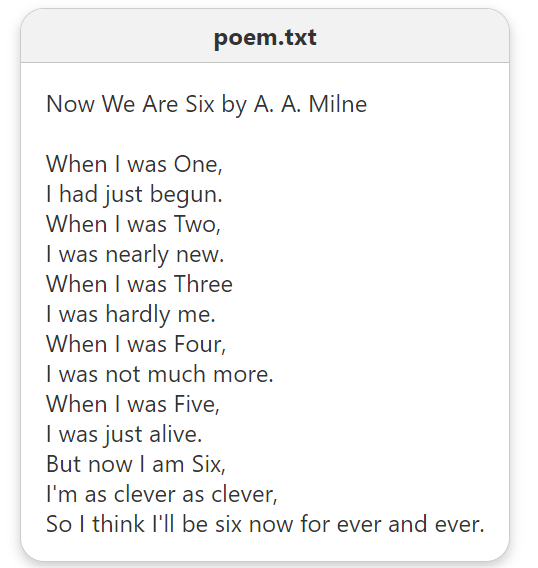 poem.txt
Now We Are Six by A. A. Milne
When I was One,
I had just begun.
When I was Two,
I was nearly new.
When I was Three
I was hardly me.
When I was Four,
I was not much more.
When I was Five,
I was just alive.
But now I am Six,
I'm as clever as clever,
So I think I'll be six now for ever and ever.